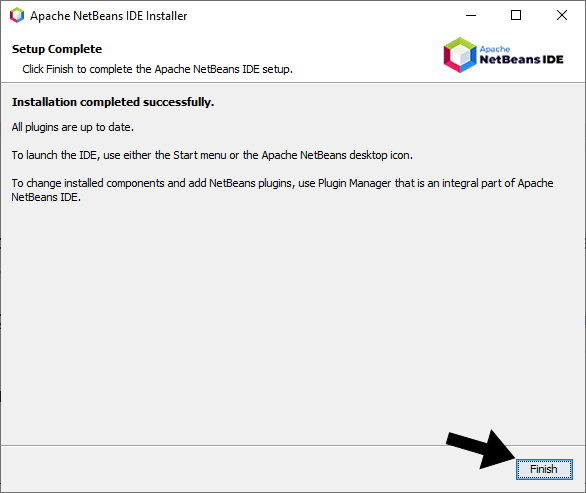 Apache NetBeans IDE Installer
Setup Complete
Click Finish to complete the Apache NetBeans IDE setup.
Apache
NetBeans IDE
Installation completed successfully.
All plugins are up to date.
To launch the IDE, use either the Start menu or the Apache NetBeans desktop icon.
To change installed components and add NetBeans plugins, use Plugin Manager that is an integral part of Apache
NetBeans IDE.
Finish